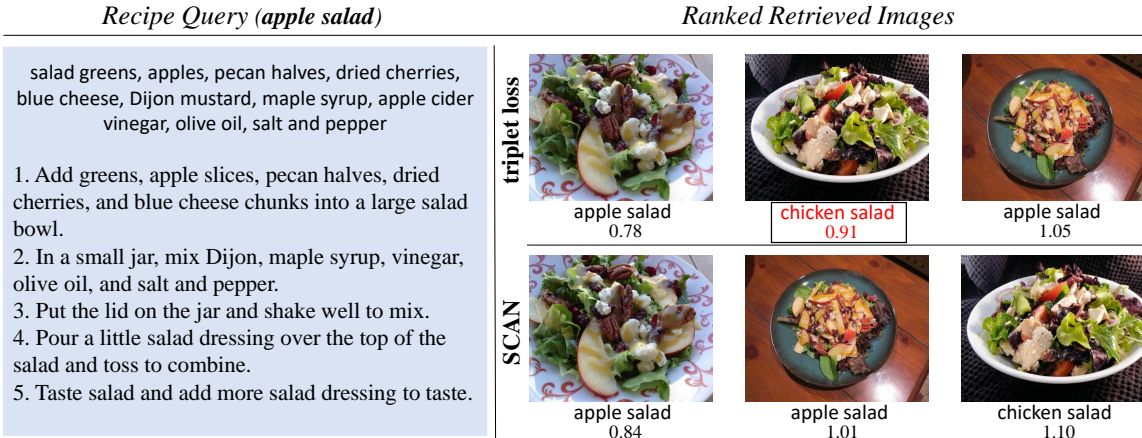 Recipe Query (apple salad)
Ranked Retrieved Images
salad greens, apples, pecan halves, dried cherries,
blue cheese, Dijon mustard, maple syrup, apple cider
vinegar, olive oil, salt and pepper
1. Add greens, apple slices, pecan halves, dried
cherries, and blue cheese chunks into a large salad
bowl.
2. In a small jar, mix Dijon, maple syrup, vinegar,
olive oil, and salt and pepper.
3. Put the lid on the jar and shake well to mix.
4. Pour a little salad dressing over the top of the
salad and toss to combine.
5. Taste salad and add more salad dressing to taste.
triplet loss
apple salad
0.78
chicken salad
0.91
apple salad
1.05
SCAN
apple salad
0.84
apple salad
1.01
chicken salad
1.10